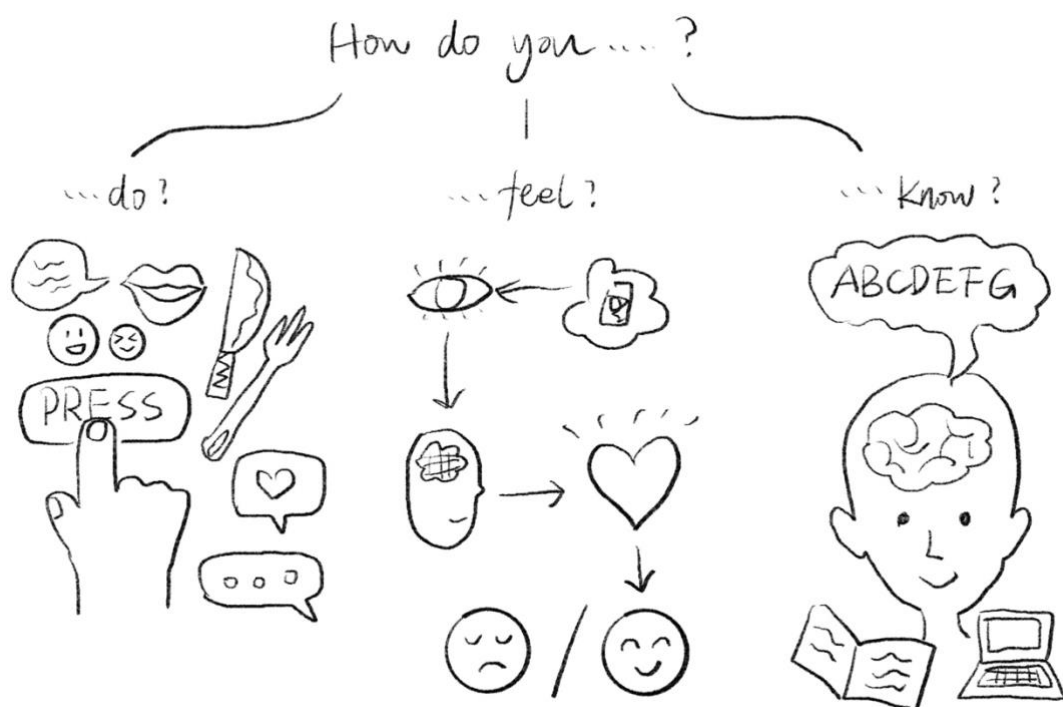 How do you ..... ?
... do?
... feel?
... Know?
ABCDEFG
PRESS